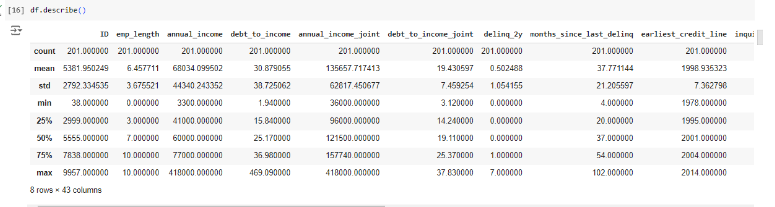 [16] df.describe()
ID emp_length annual_income debt_to_income annual_income_joint debt_to_income_joint delinq_2y months_since_last_delinq earliest_credit_line inqui
count 201.000000 201.000000 201.000000 201.000000 201.000000 201.000000 201.000000 201.000000 201.000000
mean 5381.950249 6.457711 68034.099502 30.879055 135657.717413 19.430597 0.502488 37.771144 1998.935323
std 2792.334535 3.675521 44340.243352 38.725062 62817.450677 7.459254 1.054155 21.205597 7.362798
min 38.000000 0.000000 3300.000000 1.940000 36000.000000 3.120000 0.000000 4.000000 1978.000000
25% 2999.000000 3.000000 41000.000000 15.840000 96000.000000 14.240000 0.000000 20.000000 1995.000000
50% 5555.000000 7.000000 60000.000000 25.170000 121500.000000 19.110000 0.000000 37.000000 2001.000000
75% 7838.000000 10.000000 77000.000000 36.980000 157740.000000 25.370000 1.000000 54.000000 2004.000000
max 9957.000000 10.000000 418000.000000 469.090000 418000.000000 37.830000 7.000000 102.000000 2014.000000
8 rows × 43 columns